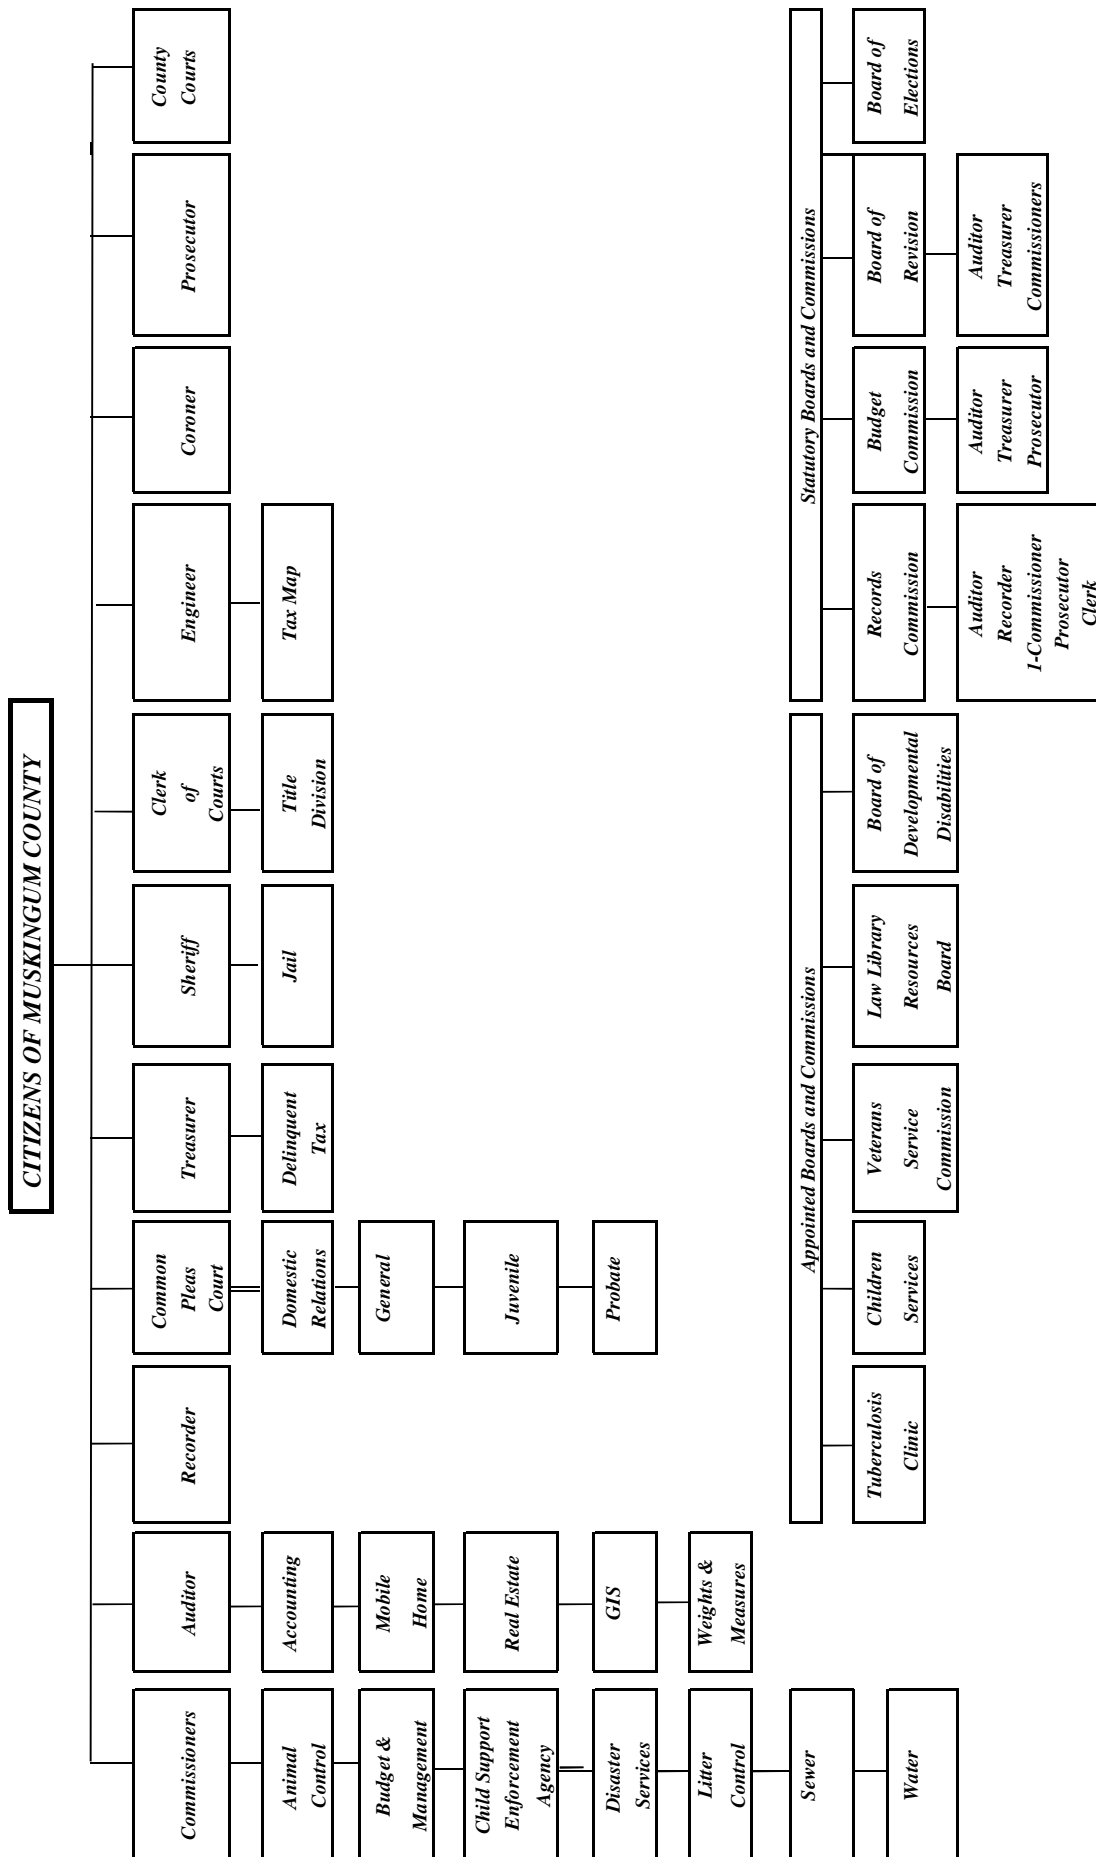 CITIZENS OF MUSKINGUM COUNTY
Commissioners
Auditor
Recorder
Common
Pleas
Court
Treasurer
Sheriff
Clerk
of
Courts
Engineer
Coroner
Prosecutor
County
Courts
Animal
Control
Accounting
Domestic
Relations
Delinquent
Tax
Jail
Title
Division
Tax Map
Budget &
Management
Mobile
Home
General
Child Support
Enforcement
Agency
Real Estate
Juvenile
Disaster
Services
GIS
Probate
Litter
Control
Weights &
Measures
Sewer
Water
Appointed Boards and Commissions
Statutory Boards and Commissions
Tuberculosis
Clinic
Children
Services
Veterans
Service
Commission
Law Library
Resources
Board
Board of
Developmental
Disabilities
Records
Commission
Budget
Commission
Board of
Revision
Board of
Elections
Auditor
Recorder
1-Commissioner
Prosecutor
Clerk
Auditor
Treasurer
Prosecutor
Auditor
Treasurer
Commissioners